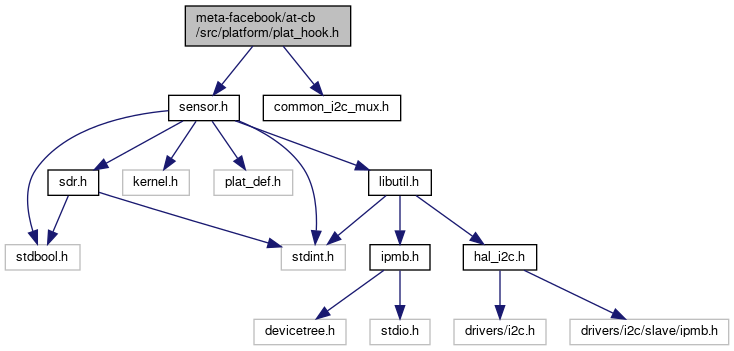 meta-facebook/at-cb
/src/platform/plat_hook.h
sensor.h
common_i2c_mux.h
sdr.h
kernel.h
plat_def.h
libutil.h
stdbool.h
stdint.h
ipmb.h
hal_i2c.h
devicetree.h
stdio.h
drivers/i2c.h
drivers/i2c/slave/ipmb.h